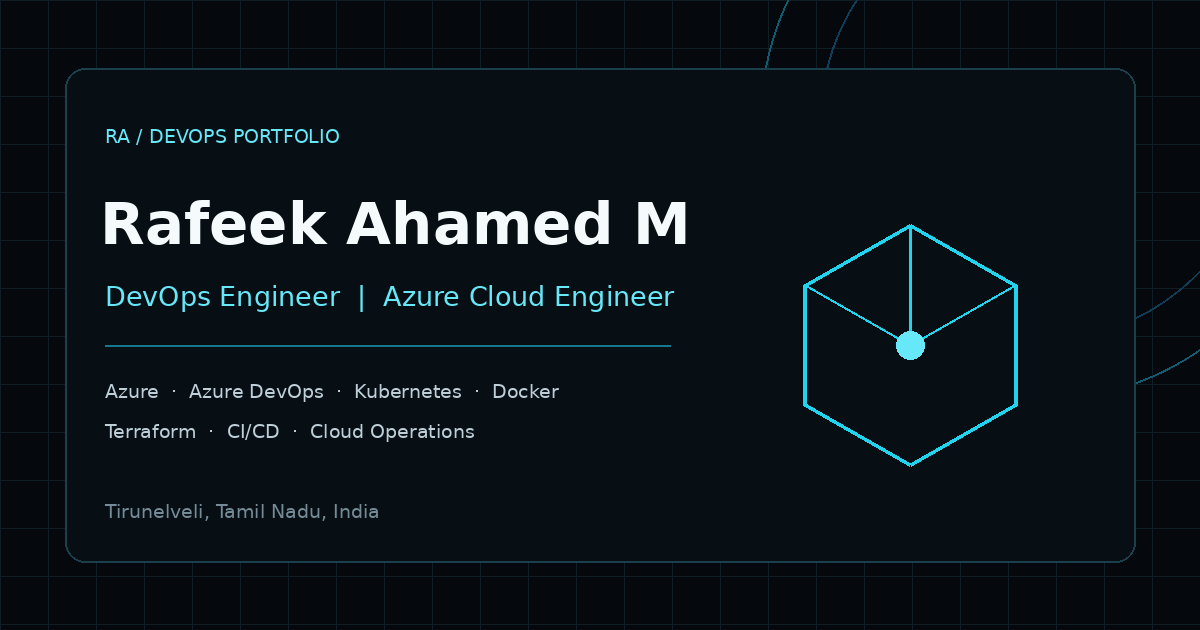 RA / DEVOPS PORTFOLIO
Rafeek Ahamed M
DevOps Engineer | Azure Cloud Engineer
Azure · Azure DevOps · Kubernetes · Docker
Terraform · CI/CD · Cloud Operations
Tirunelveli, Tamil Nadu, India